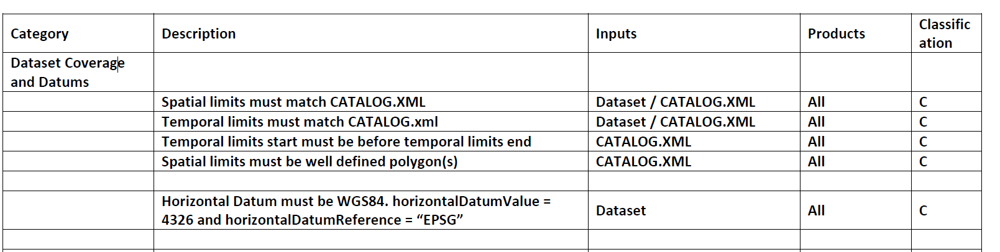 Category Description Inputs Products Classific
ation
Dataset Coverage
and Datums
Spatial limits must match CATALOG.XML Dataset / CATALOG.XML All C
Temporal limits must match CATALOG.xml Dataset / CATALOG.XML All C
Temporal limits start must be before temporal limits end CATALOG.XML All C
Spatial limits must be well defined polygon(s) CATALOG.XML All C
Horizontal Datum must be WGS84. horizontalDatumValue =
4326 and horizontalDatumReference = “EPSG” Dataset All C